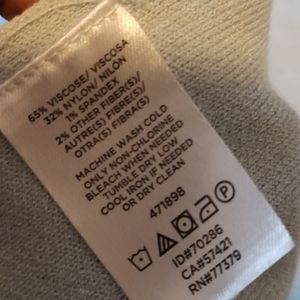 65% VISCOSE/ VISCOSA
32% NYLON/ NILÓN
1% SPANDEX
2% OTHER FIBER(S)/
AUTRE(S) FIBRE(S)/
OTRA(S) FIBRA(S)
MACHINE WASH COLD
ONLY NON-CHLORINE
BLEACH WHEN NEEDED
TUMBLE DRY LOW
COOL IRON IF NEEDED
OR DRY CLEAN
471898
P
ID#70286
CA#57421
RN#77379